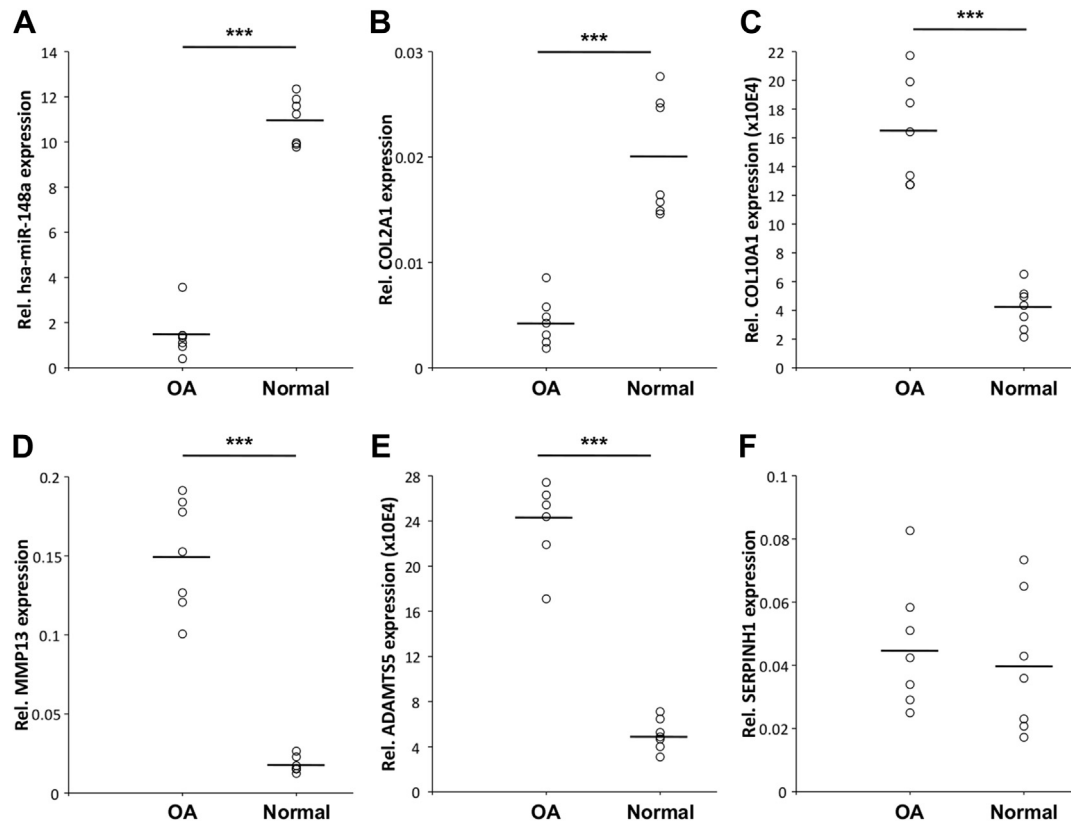 A
Rel. hsa-miR-148a expression
14
12
10
8
6
4
2
0
***
OA
Normal
B
Rel. COL2A1 expression
0.03
0.02
0.01
0
***
OA
Normal
C
Rel. COL10A1 expression (x10E4)
22
20
18
16
14
12
10
8
6
4
2
0
***
OA
Normal
D
Rel. MMP13 expression
0.2
0.15
0.1
0.05
0
***
OA
Normal
E
Rel. ADAMTS5 expression (x10E4)
28
24
20
16
12
8
4
0
***
OA
Normal
F
Rel. SERPINH1 expression
0.1
0.08
0.06
0.04
0.02
0
OA
Normal